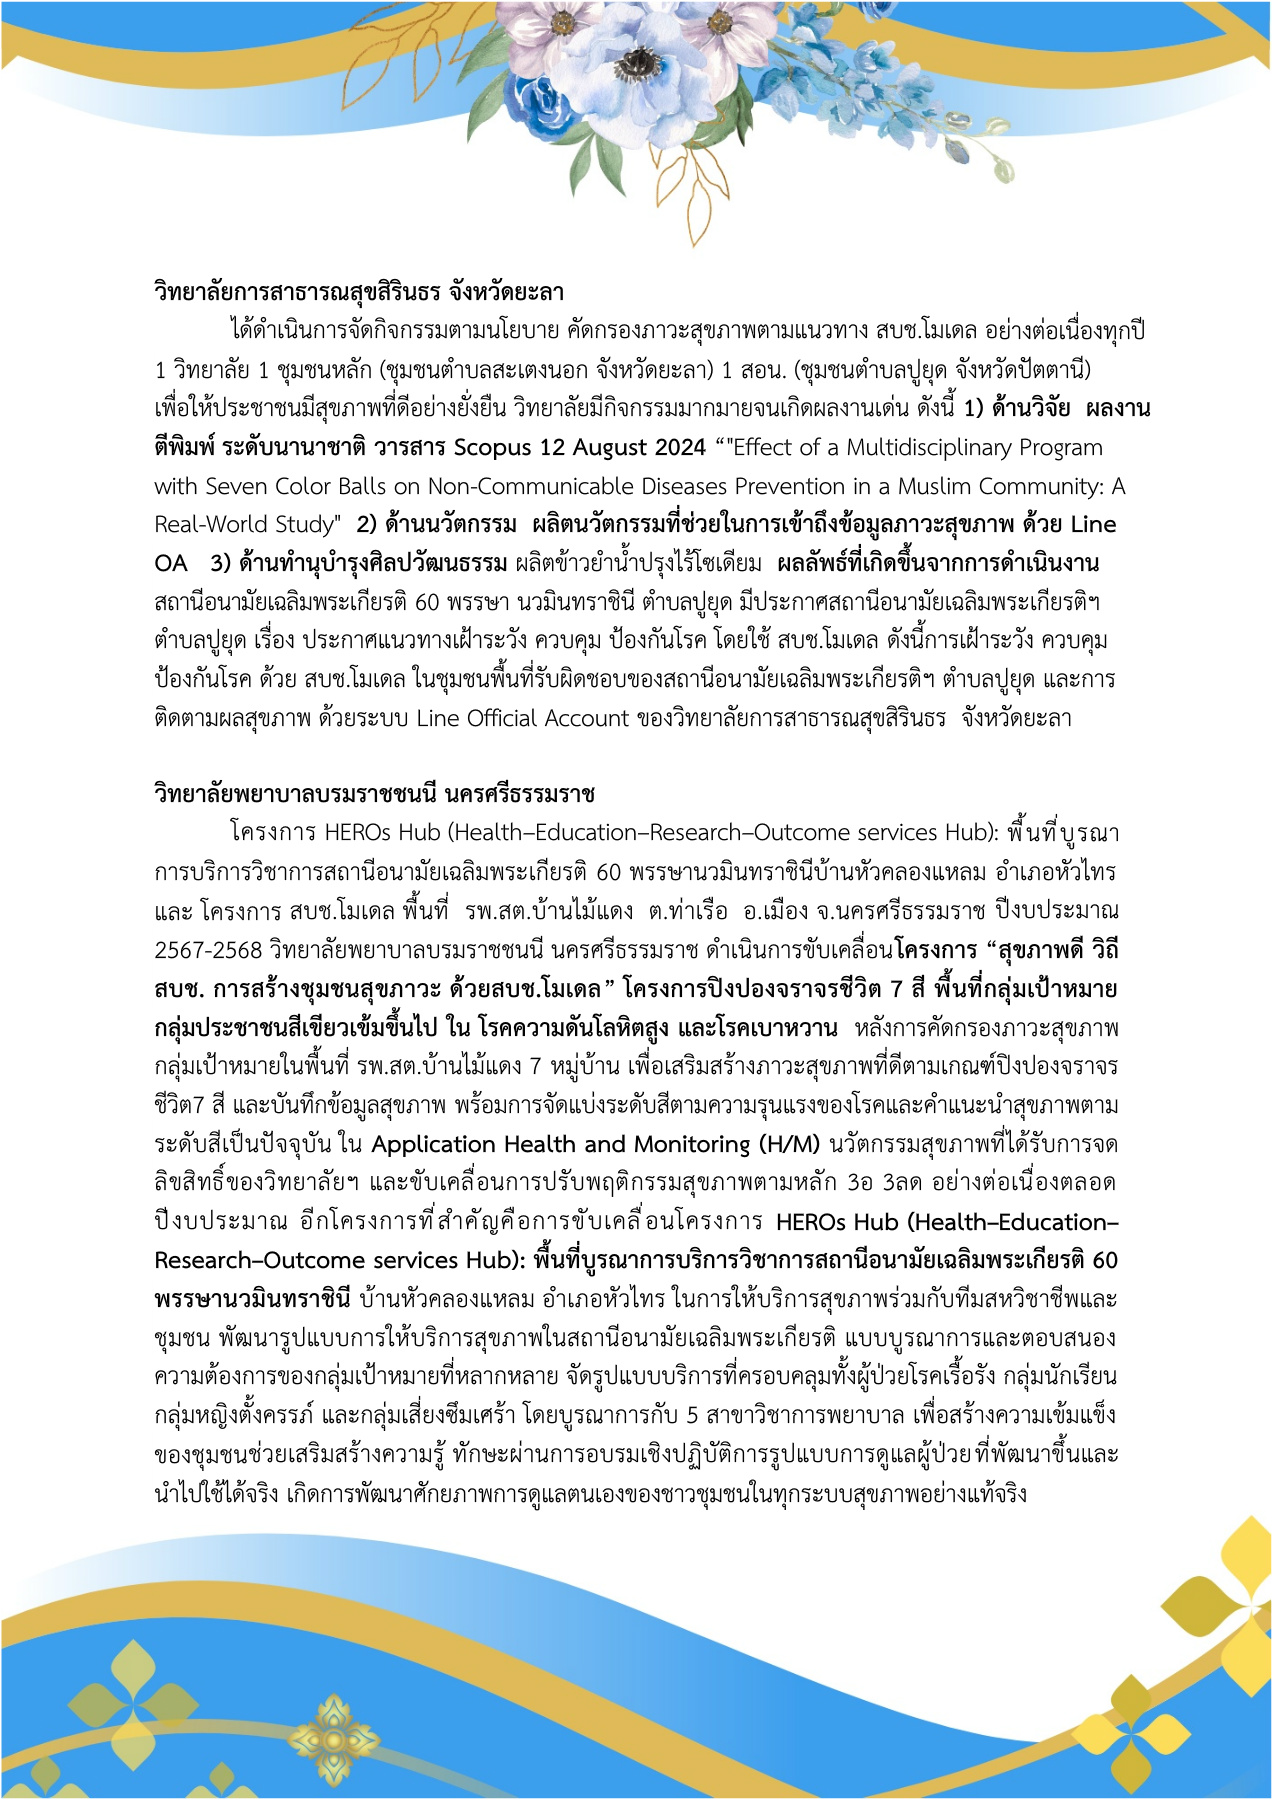 วิทยาลัยการสาธารณสุขสิรินธร จังหวัดยะลา
ได้ดำเนินการจัดกิจกรรมตามนโยบาย คัดกรองภาวะสุขภาพตามแนวทาง สบช.โมเดล อย่างต่อเนื่องทุกปี
1 วิทยาลัย 1 ชุมชนหลัก (ชุมชนตำบลสะเตงนอก จังหวัดยะลา) 1 สอน. (ชุมชนตำบลปูยุด จังหวัดปัตตานี)
เพื่อให้ประชาชนมีสุขภาพที่ดีอย่างยั่งยืน วิทยาลัยมีกิจกรรมมากมายจนเกิดผลงานเด่น ดังนี้ 1) ด้านวิจัย ผลงาน
ตีพิมพ์ ระดับนานาชาติ วารสาร Scopus 12 August 2024 “"Effect of a Multidisciplinary Program
with Seven Color Balls on Non-Communicable Diseases Prevention in a Muslim Community: A
Real-World Study" 2) ด้านนวัตกรรม ผลิตนวัตกรรมที่ช่วยในการเข้าถึงข้อมูลภาวะสุขภาพ ด้วย Line
OA 3) ด้านทำนุบำรุงศิลปวัฒนธรรม ผลิตข้าวยำน้ำปรุงไร้โซเดียม ผลลัพธ์ที่เกิดขึ้นจากการดำเนินงาน
สถานีอนามัยเฉลิมพระเกียรติ 60 พรรษา นวมินทราชินี ตำบลปูยุด มีประกาศสถานีอนามัยเฉลิมพระเกียรติฯ
ตำบลปูยุด เรื่อง ประกาศแนวทางเฝ้าระวัง ควบคุม ป้องกันโรค โดยใช้ สบช.โมเดล ดังนี้การเฝ้าระวัง ควบคุม
ป้องกันโรค ด้วย สบช.โมเดล ในชุมชนพื้นที่รับผิดชอบของสถานีอนามัยเฉลิมพระเกียรติฯ ตำบลปูยุด และการ
ติดตามผลสุขภาพ ด้วยระบบ Line Official Account ของวิทยาลัยการสาธารณสุขสิรินธร จังหวัดยะลา
วิทยาลัยพยาบาลบรมราชชนนี นครศรีธรรมราช
โครงการ HEROs Hub (Health–Education–Research–Outcome services Hub): พื้นที่บูรณา
การบริการวิชาการสถานีอนามัยเฉลิมพระเกียรติ 60 พรรษานวมินทราชินีบ้านหัวคลองแหลม อำเภอหัวไทร
และ โครงการ สบช.โมเดล พื้นที่ รพ.สต.บ้านไม้แดง ต.ท่าเรือ อ.เมือง จ.นครศรีธรรมราช ปีงบประมาณ
2567-2568 วิทยาลัยพยาบาลบรมราชชนนี นครศรีธรรมราช ดำเนินการขับเคลื่อนโครงการ “สุขภาพดี วิถี
สบช. การสร้างชุมชนสุขภาวะ ด้วยสบช.โมเดล” โครงการปิงปองจราจรชีวิต 7 สี พื้นที่กลุ่มเป้าหมาย
กลุ่มประชาชนสีเขียวเข้มขึ้นไป ใน โรคความดันโลหิตสูง และโรคเบาหวาน หลังการคัดกรองภาวะสุขภาพ
กลุ่มเป้าหมายในพื้นที่ รพ.สต.บ้านไม้แดง 7 หมู่บ้าน เพื่อเสริมสร้างภาวะสุขภาพที่ดีตามเกณฑ์ปิงปองจราจร
ชีวิต7 สี และบันทึกข้อมูลสุขภาพ พร้อมการจัดแบ่งระดับสีตามความรุนแรงของโรคและคำแนะนำสุขภาพตาม
ระดับสีเป็นปัจจุบัน ใน Application Health and Monitoring (H/M) นวัตกรรมสุขภาพที่ได้รับการจด
ลิขสิทธิ์ของวิทยาลัยฯ และขับเคลื่อนการปรับพฤติกรรมสุขภาพตามหลัก 3อ 3ลด อย่างต่อเนื่องตลอด
ปีงบประมาณ อีกโครงการที่สำคัญคือการขับเคลื่อนโครงการ HEROs Hub (Health–Education–
Research–Outcome services Hub): พื้นที่บูรณาการบริการวิชาการสถานีอนามัยเฉลิมพระเกียรติ 60
พรรษานวมินทราชินี บ้านหัวคลองแหลม อำเภอหัวไทร ในการให้บริการสุขภาพร่วมกับทีมสหวิชาชีพและ
ชุมชน พัฒนารูปแบบการให้บริการสุขภาพในสถานีอนามัยเฉลิมพระเกียรติ แบบบูรณาการและตอบสนอง
ความต้องการของกลุ่มเป้าหมายที่หลากหลาย จัดรูปแบบบริการที่ครอบคลุมทั้งผู้ป่วยโรคเรื้อรัง กลุ่มนักเรียน
กลุ่มหญิงตั้งครรภ์ และกลุ่มเสี่ยงซึมเศร้า โดยบูรณาการกับ 5 สาขาวิชาการพยาบาล เพื่อสร้างความเข้มแข็ง
ของชุมชนช่วยเสริมสร้างความรู้ ทักษะผ่านการอบรมเชิงปฏิบัติการรูปแบบการดูแลผู้ป่วยที่พัฒนาขึ้นและ
นำไปใช้ได้จริง เกิดการพัฒนาศักยภาพการดูแลตนเองของชาวชุมชนในทุกระบบสุขภาพอย่างแท้จริง